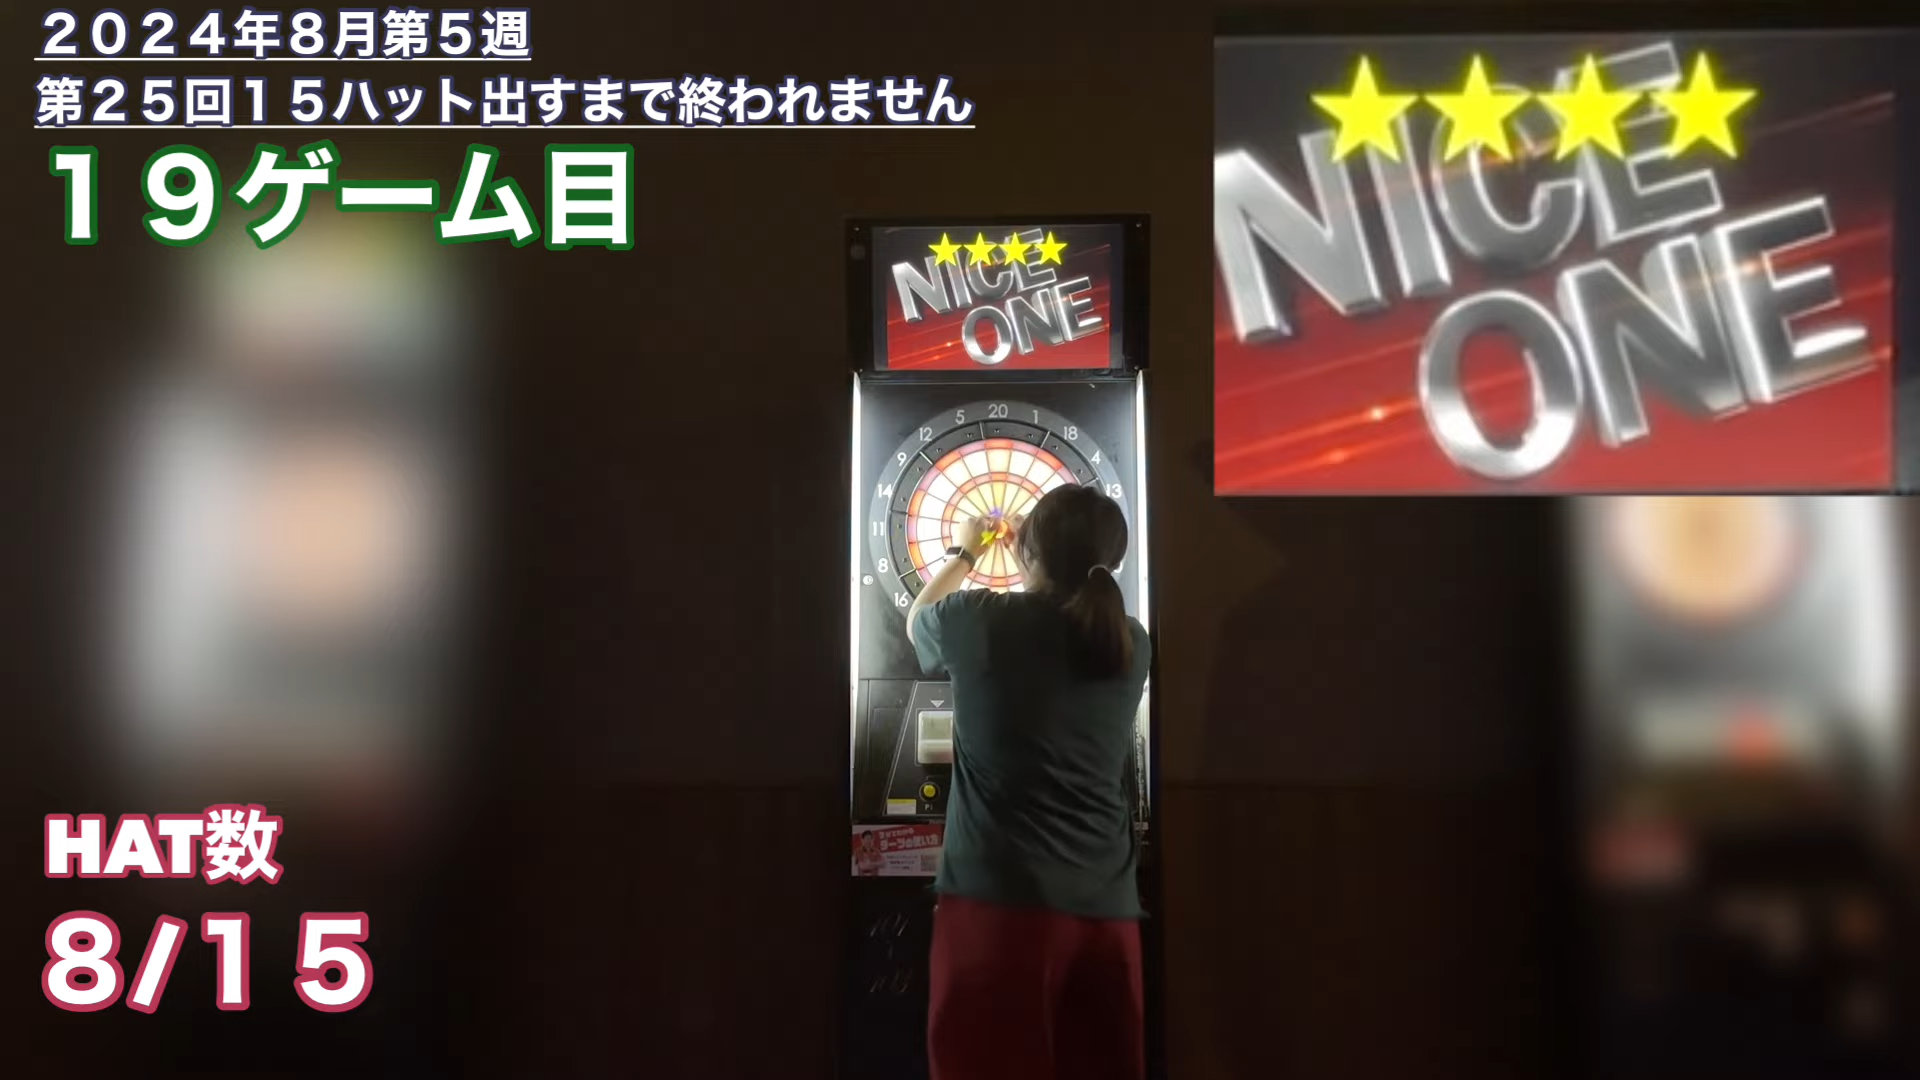 ２０２４年８月第５週
第２５回１５ハット出すまで終われません
１９ゲーム目
NICE
ONE
NICE
ONE
5 20 1
12 18
9 4
14 13
11
8
16
HAT数
8/１５